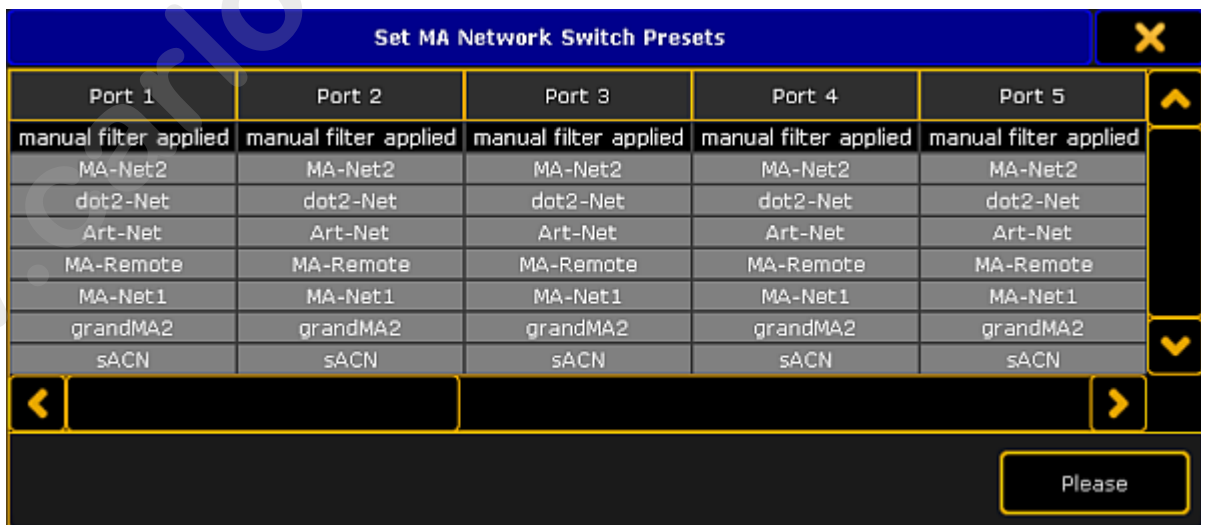 Set MA Network Switch Presets
Port 1 Port 2 Port 3 Port 4 Port 5
manual filter applied manual filter applied manual filter applied manual filter applied manual filter applied
MA-Net2 MA-Net2 MA-Net2 MA-Net2 MA-Net2
dot2-Net dot2-Net dot2-Net dot2-Net dot2-Net
Art-Net Art-Net Art-Net Art-Net Art-Net
MA-Remote MA-Remote MA-Remote MA-Remote MA-Remote
MA-Net1 MA-Net1 MA-Net1 MA-Net1 MA-Net1
grandMA2 grandMA2 grandMA2 grandMA2 grandMA2
sACN sACN sACN sACN sACN
Please